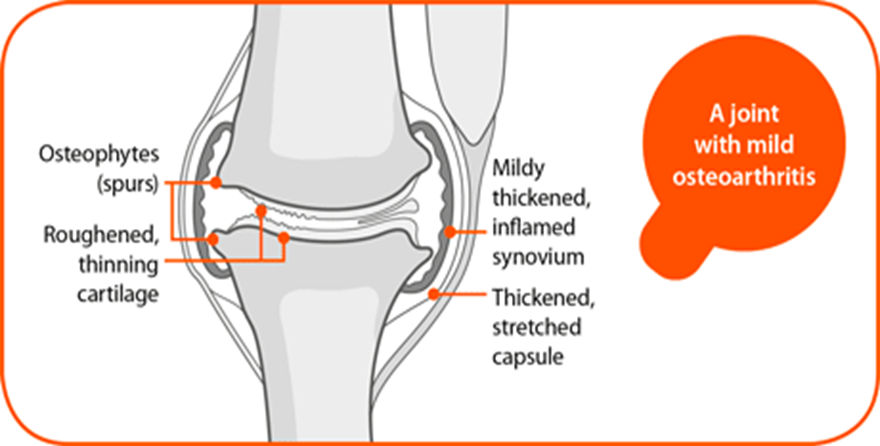 Osteophytes
(spurs)
Roughened,
thinning
cartilage
Mildy
thickened,
inflamed
synovium
Thickened,
stretched
capsule
A joint
with mild
osteoarthritis